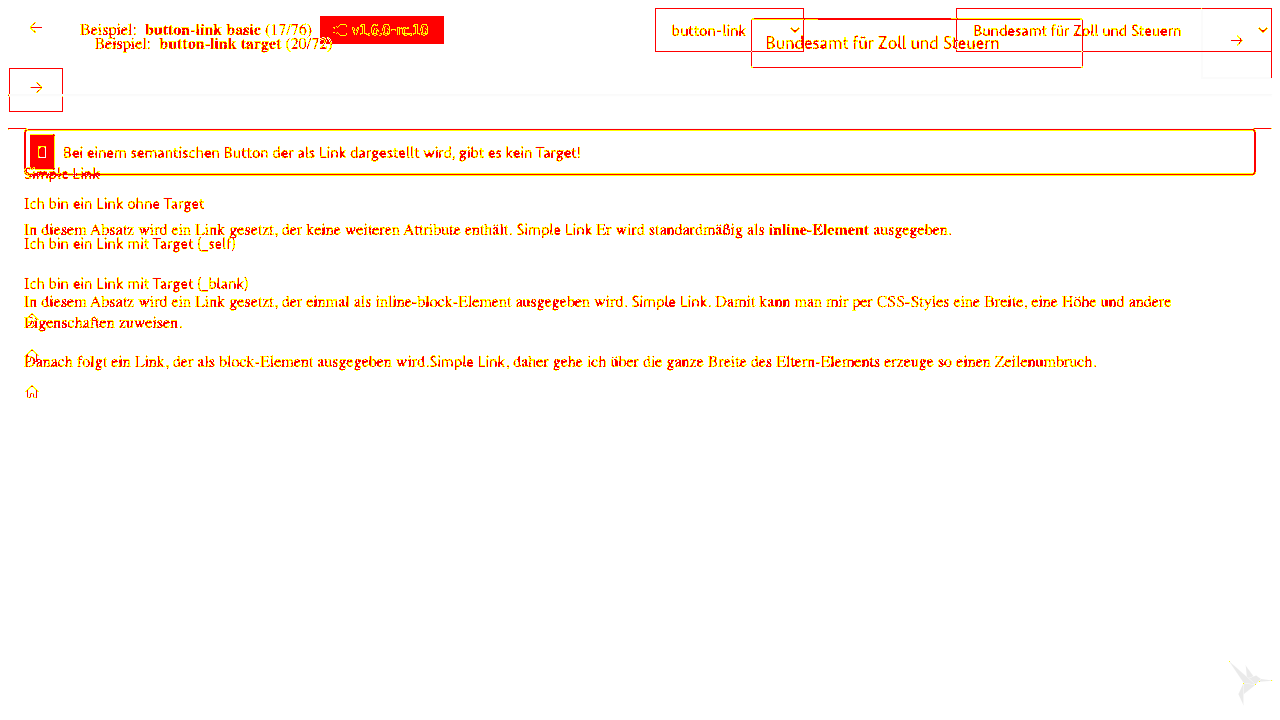 Beispiel: button-link basic (17/76) v1.6.0-rc.10 button-link Bundesamt für Zoll und Steuern
Beispiel: button-link target (20/72) Bundesamt für Zoll und Steuern
Bei einem semantischen Button der als Link dargestellt wird, gibt es kein Target!
Simple Link
Ich bin ein Link ohne Target
In diesem Absatz wird ein Link gesetzt, der keine weiteren Attribute enthält. Simple Link Er wird standardmäßig als inline-Element ausgegeben.
Ich bin ein Link mit Target (_self)
Ich bin ein Link mit Target (_blank)
In diesem Absatz wird ein Link gesetzt, der einmal als inline-block-Element ausgegeben wird. Simple Link. Damit kann man mir per CSS-Styles eine Breite, eine Höhe und andere
Eigenschaften zuweisen.
Danach folgt ein Link, der als block-Element ausgegeben wird.Simple Link, daher gehe ich über die ganze Breite des Eltern-Elements erzeuge so einen Zeilenumbruch.